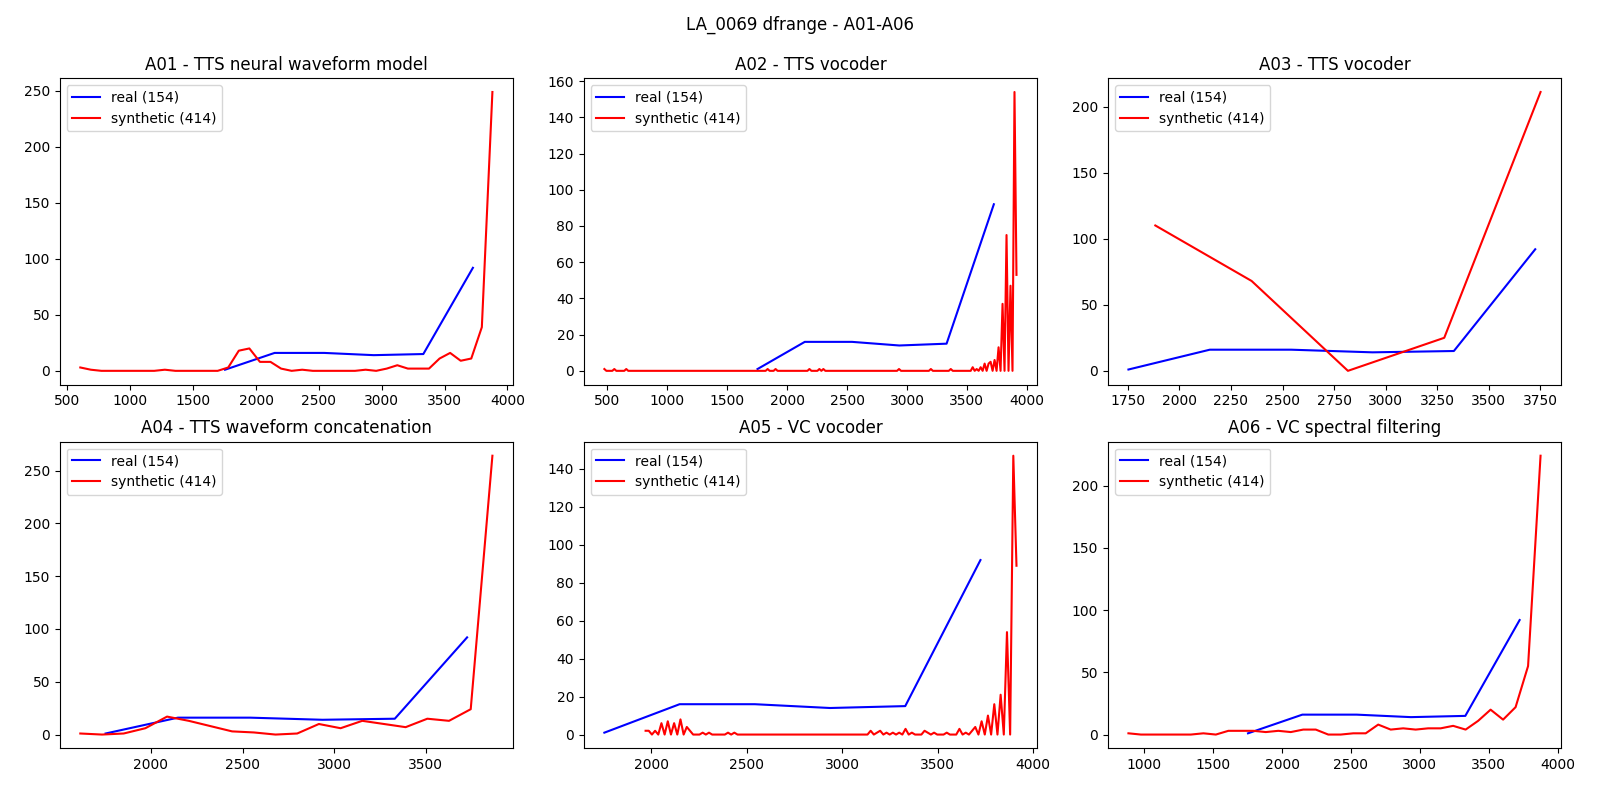 LA_0069 dfrange - A01-A06
A01 - TTS neural waveform model
real (154)
synthetic (414)
250
200
150
100
50
0
500 1000 1500 2000 2500 3000 3500 4000
A02 - TTS vocoder
real (154)
synthetic (414)
160
140
120
100
80
60
40
20
0
500 1000 1500 2000 2500 3000 3500 4000
A03 - TTS vocoder
real (154)
synthetic (414)
200
150
100
50
0
1750 2000 2250 2500 2750 3000 3250 3500 3750
A04 - TTS waveform concatenation
real (154)
synthetic (414)
250
200
150
100
50
0
2000 2500 3000 3500
A05 - VC vocoder
real (154)
synthetic (414)
140
120
100
80
60
40
20
0
2000 2500 3000 3500 4000
A06 - VC spectral filtering
real (154)
synthetic (414)
200
150
100
50
0
1000 1500 2000 2500 3000 3500 4000